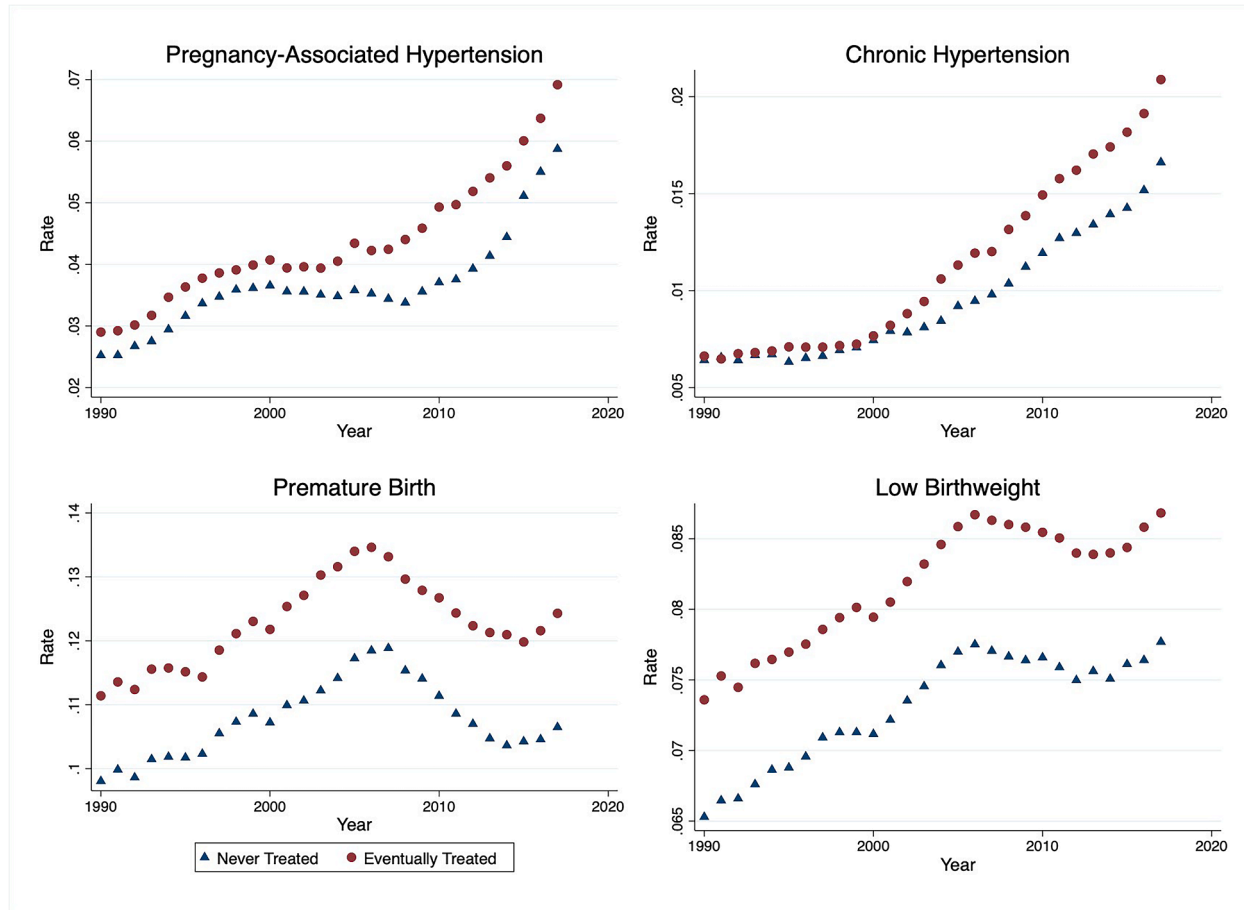 Pregnancy-Associated Hypertension
Rate
.07
.06
.05
.04
.03
.02
1990 2000 2010 2020
Year
Chronic Hypertension
Rate
.02
.015
.01
.005
1990 2000 2010 2020
Year
Premature Birth
Rate
.14
.13
.12
.11
.1
1990 2000 2010 2020
Year
Low Birthweight
Rate
.085
.08
.075
.07
.065
1990 2000 2010 2020
Year
Never Treated Eventually Treated